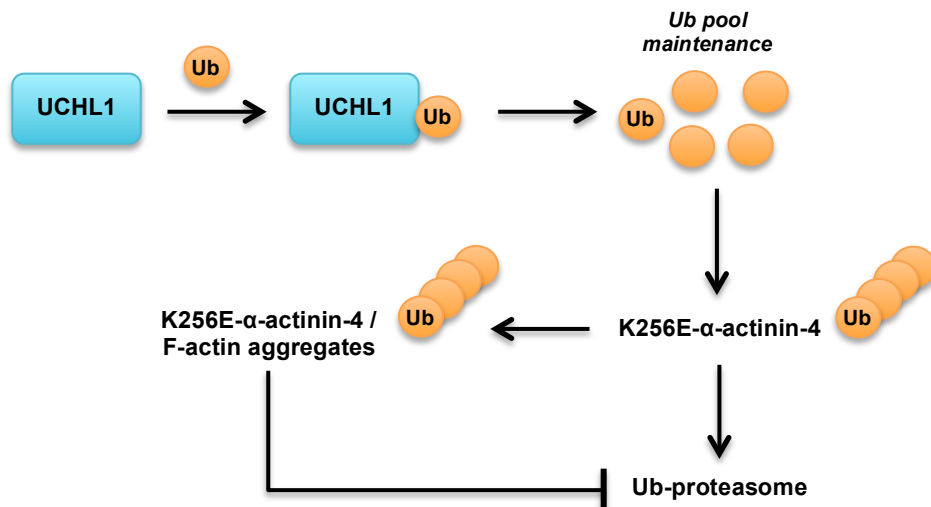 Ub pool
maintenance
Ub
UCHL1
UCHL1
Ub
Ub
K256E-α-actinin-4 /
F-actin aggregates
Ub
K256E-α-actinin-4
Ub
Ub-proteasome